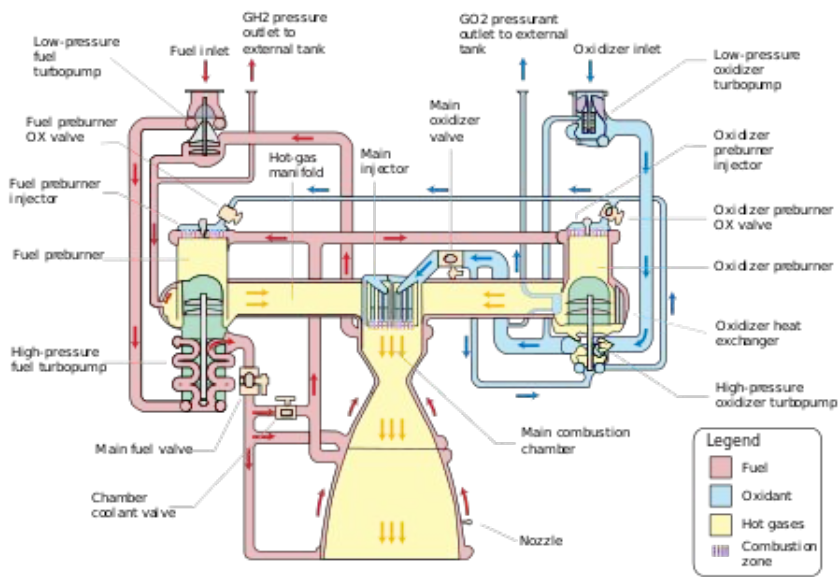 GH2 pressure
outlet to
external tank
GO2 pressurant
outlet to external
tank
Low-pressure
fuel
turbopump
Fuel inlet
Oxidizer inlet
Low-pressure
oxidizer
turbopump
Fuel preburner
OX valve
Hot-gas
manifold
Main
injector
Main
oxidizer
valve
Oxidizer
preburner
injector
Fuel preburner
injector
Oxidizer preburner
OX valve
Fuel preburner
Oxidizer preburner
High-pressure
fuel turbopump
Oxidizer heat
exchanger
High-pressure
oxidizer turbopump
Main fuel valve
Main combustion
chamber
Chamber
coolant valve
Nozzle
Legend
Fuel
Oxidant
Hot gases
Combustion
zone